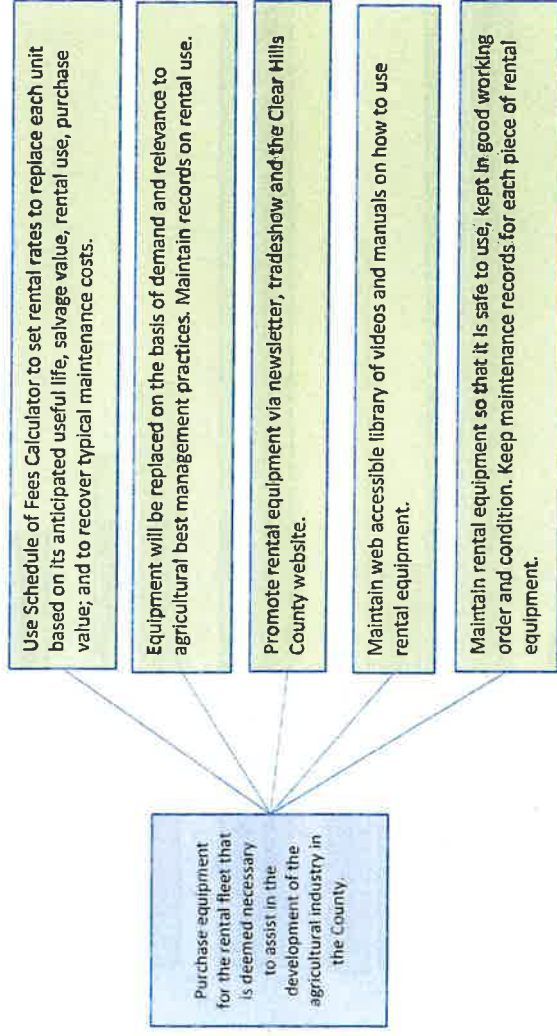 Purchase equipment
for the rental fleet that
is deemed necessary
to assist in the
development of the
agricultural industry in
the County.
Use Schedule of Fees Calculator to set rental rates to replace each unit
based on its anticipated useful life, salvage value, rental use, purchase
value; and to recover typical maintenance costs.
Equipment will be replaced on the basis of demand and relevance to
agricultural best management practices. Maintain records on rental use.
Promote rental equipment via newsletter, tradeshow and the Clear Hills
County website.
Maintain web accessible library of videos and manuals on how to use
rental equipment.
Maintain rental equipment so that it is safe to use, kept in good working
order and condition. Keep maintenance records for each piece of rental
equipment.